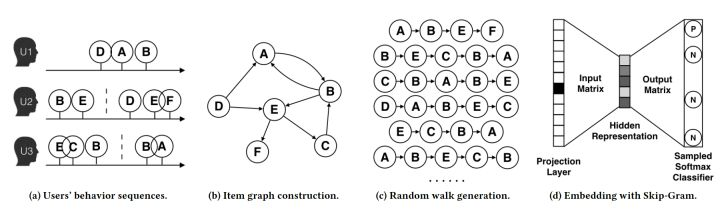 U1
D A B
U2
B E D E F
U3
E C B B A
(a) Users' behavior sequences.
A
B
D
E
F
C
(b) Item graph construction.
A B E F
B E C B A
C B A B E
D A B E C
E C B A
A B E C B
......
(c) Random walk generation.
P
N
N
N
Input
Matrix
Output
Matrix
Hidden
Representation
Projection
Layer
Sampled
Softmax
Classifier
(d) Embedding with Skip-Gram.